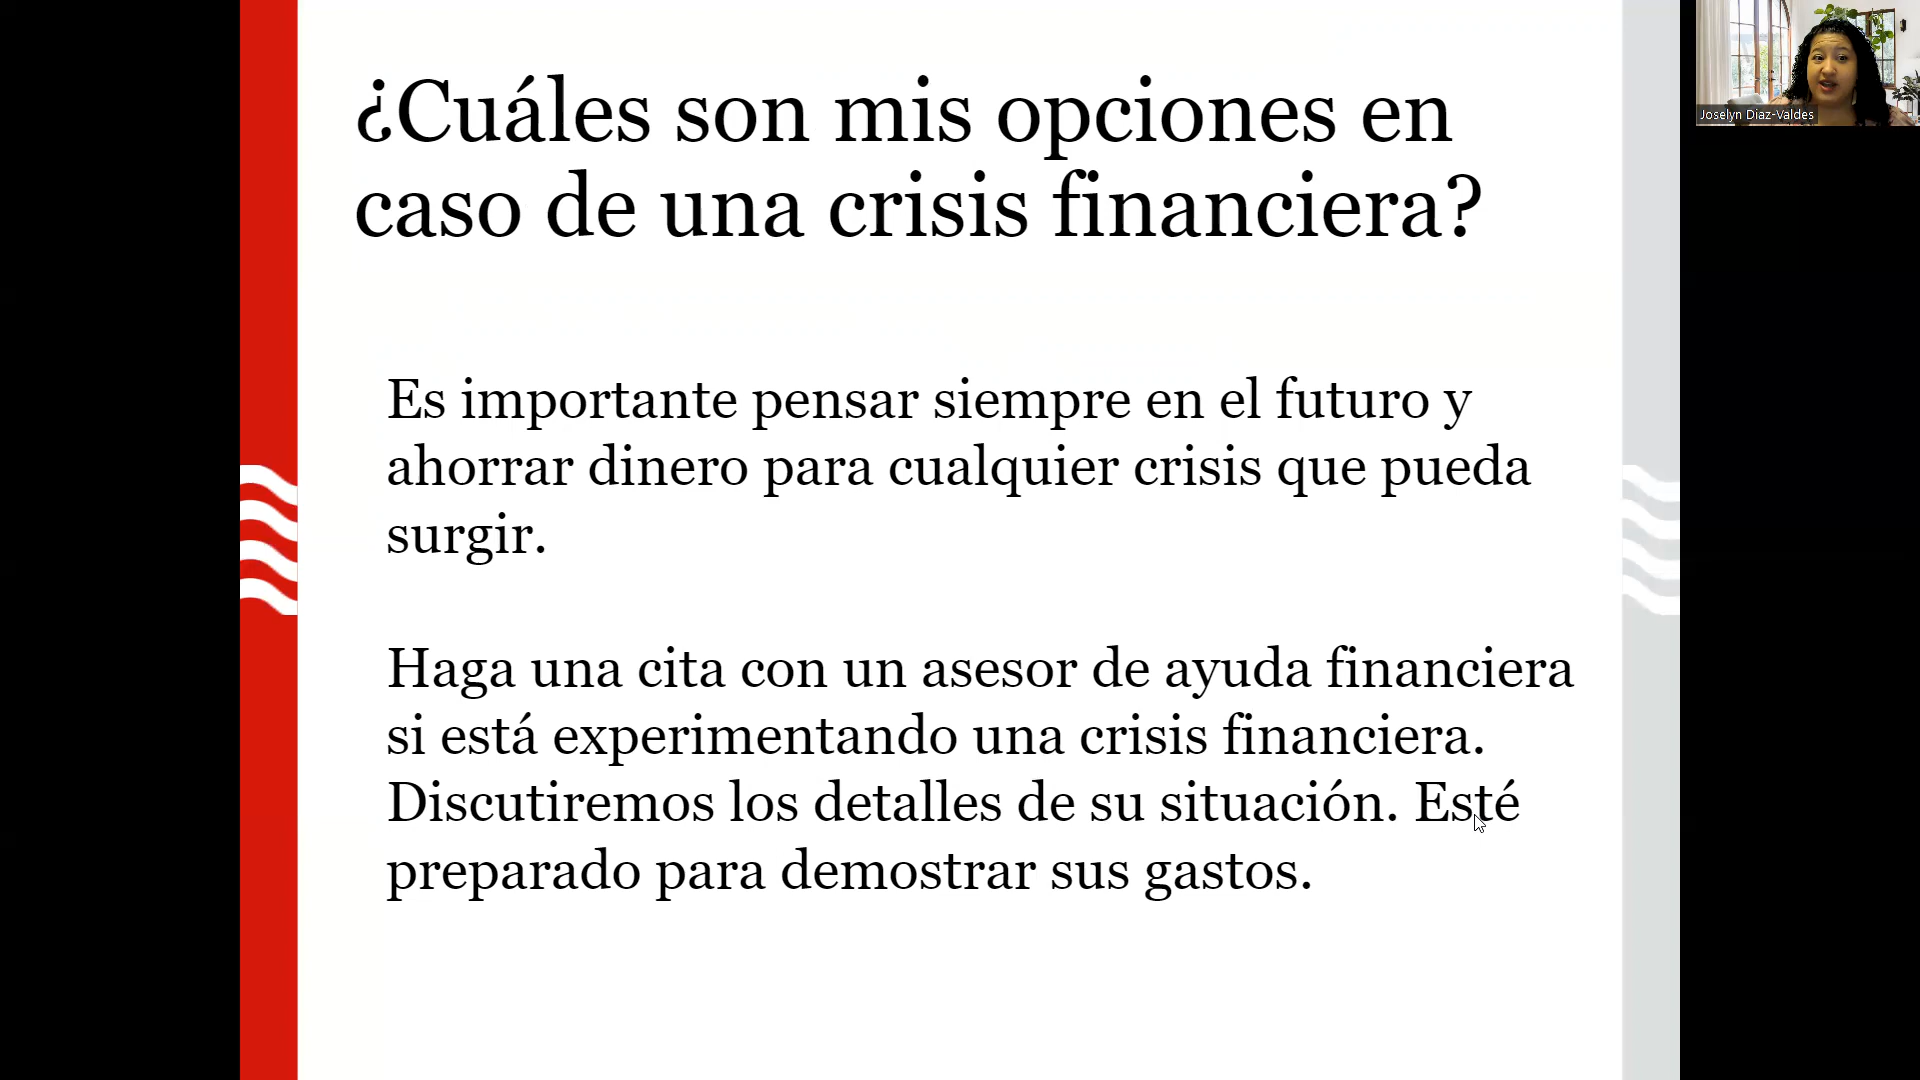 ¿Cuáles son mis opciones en
caso de una crisis financiera?
Es importante pensar siempre en el futuro y
ahorrar dinero para cualquier crisis que pueda
surgir.
Haga una cita con un asesor de ayuda financiera
si está experimentando una crisis financiera.
Discutiremos los detalles de su situación. Esté
preparado para demostrar sus gastos.
Joselyn Diaz-Valdes